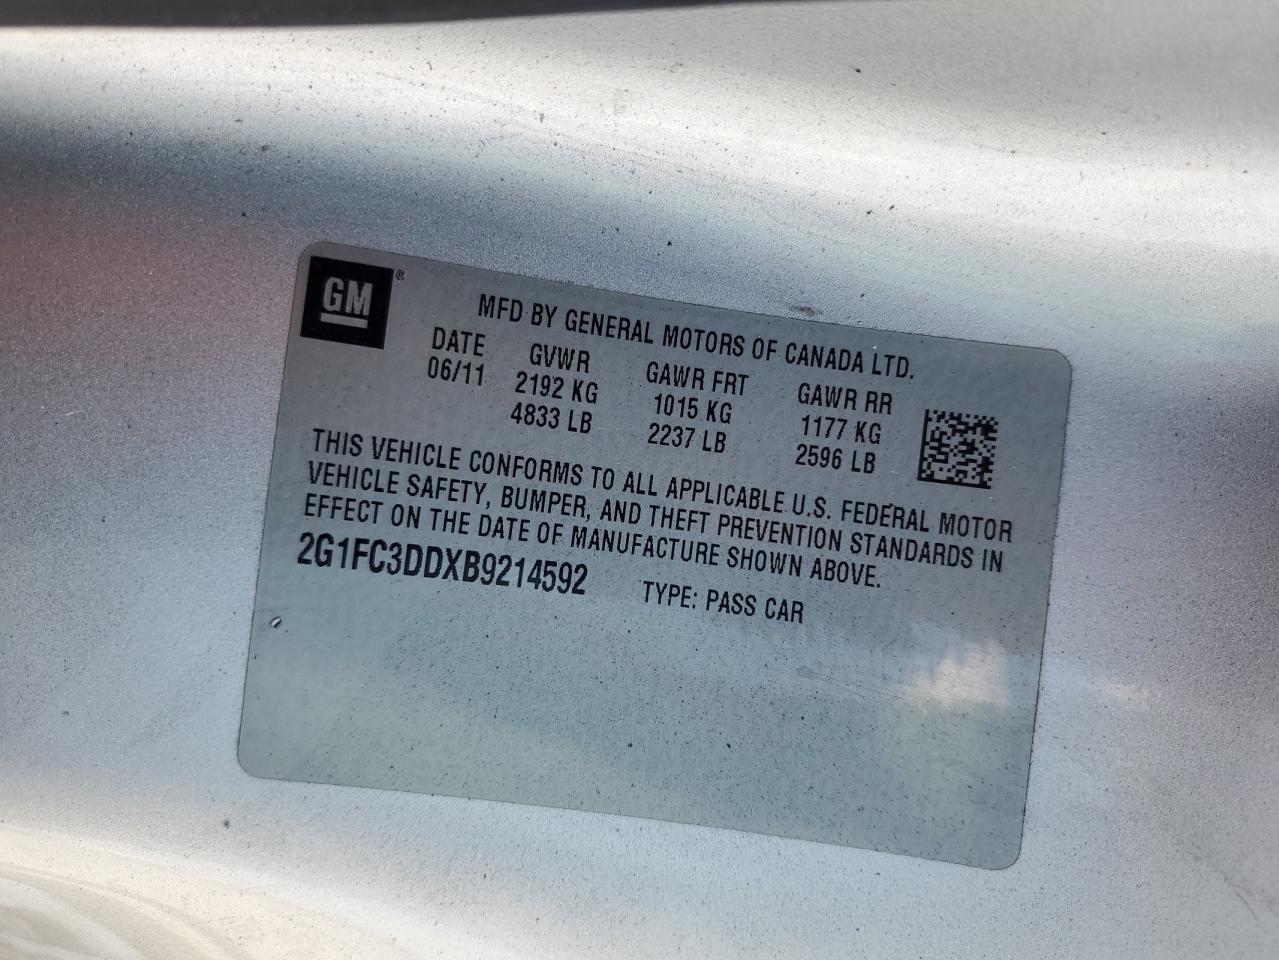 GM®
MFD BY GENERAL MOTORS OF CANADA LTD.
DATE GVWR GAWR FRT GAWR RR
06/11 2192 KG 1015 KG 1177 KG
4833 LB 2237 LB 2596 LB
THIS VEHICLE CONFORMS TO ALL APPLICABLE U.S. FEDERAL MOTOR
VEHICLE SAFETY, BUMPER, AND THEFT PREVENTION STANDARDS IN
EFFECT ON THE DATE OF MANUFACTURE SHOWN ABOVE.
2G1FC3DDXB9214592 TYPE: PASS CAR